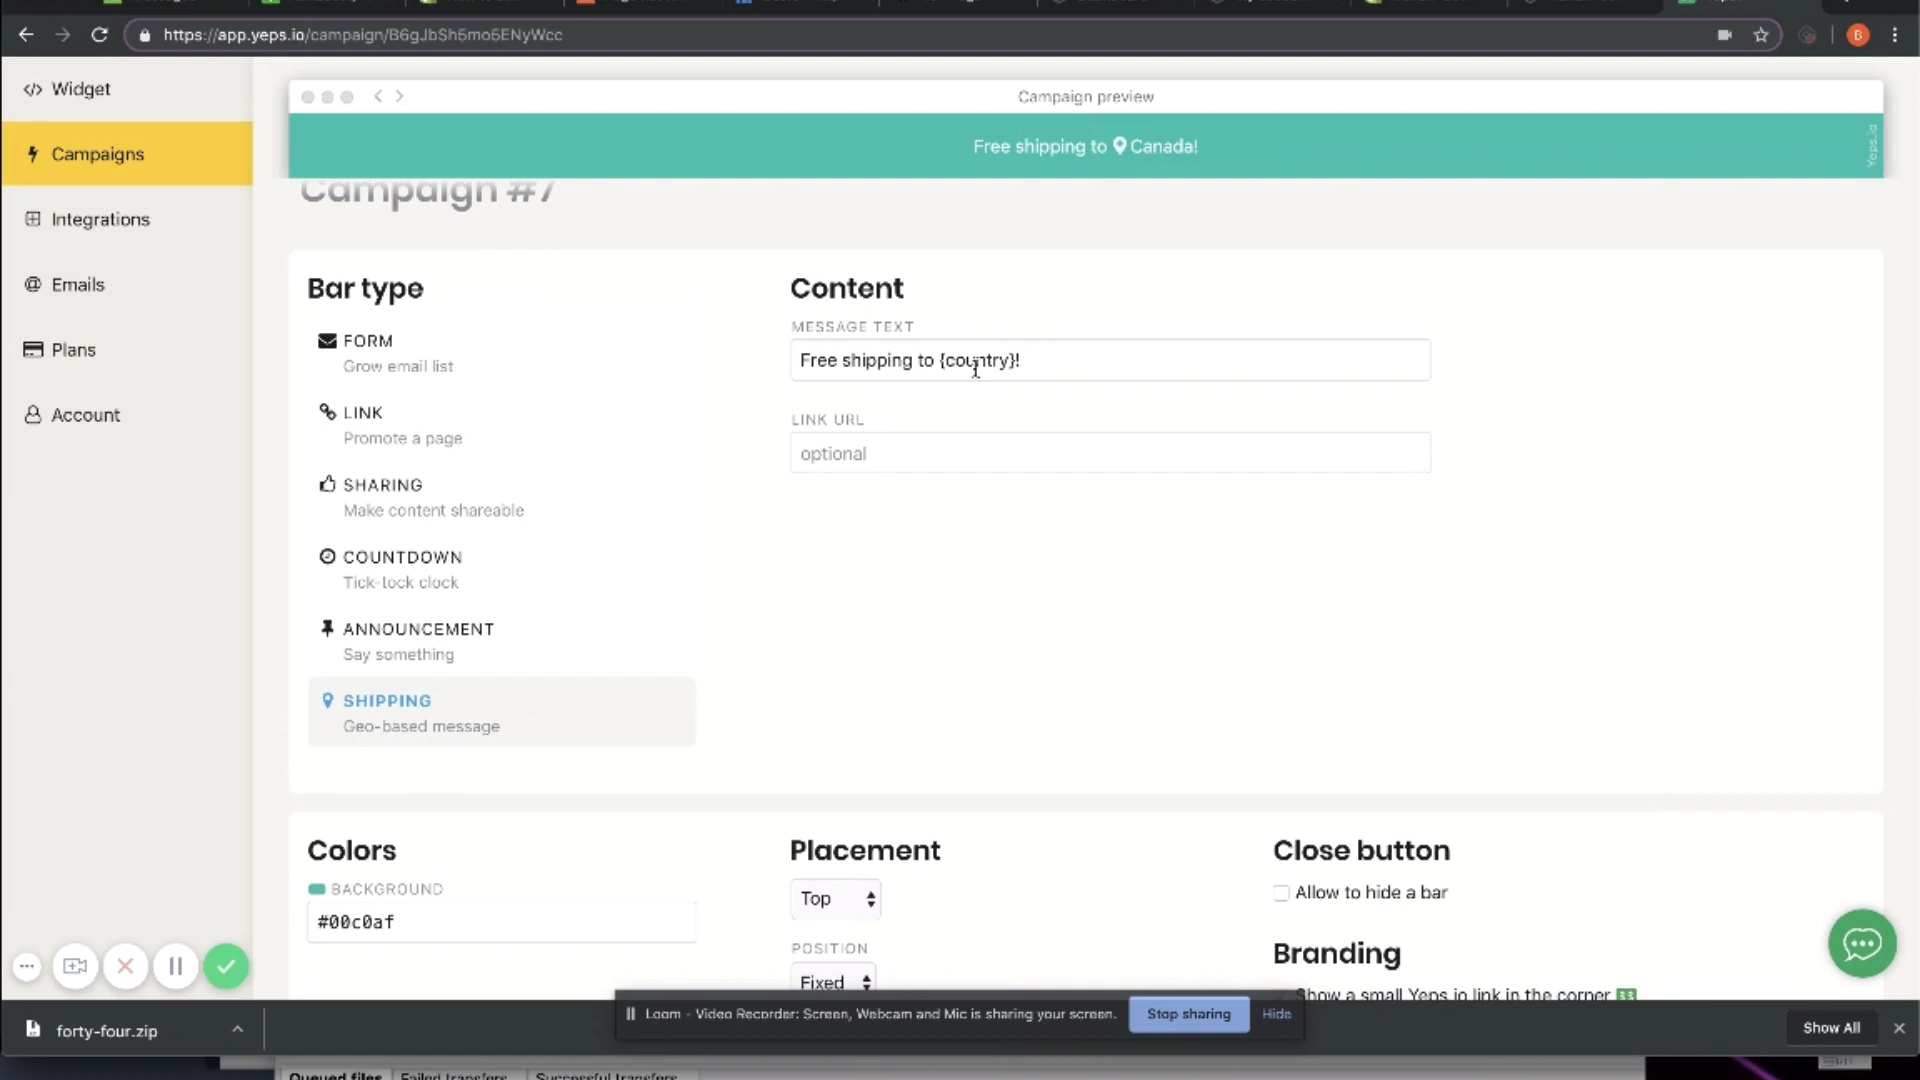 https://app.yeps.io/campaign/B6gJbSh5mo5ENyWcc
B
Widget
Campaigns
Integrations
Emails
Plans
Account
Campaign preview
Free shipping to Canada!
Yeps.io
Campaign #7
Bar type
FORM
Grow email list
LINK
Promote a page
SHARING
Make content shareable
COUNTDOWN
Tick-tock clock
ANNOUNCEMENT
Say something
SHIPPING
Geo-based message
Content
MESSAGE TEXT
Free shipping to {country}!
LINK URL
optional
Colors
BACKGROUND
#00c0af
Placement
Top
POSITION
Fixed
Close button
Allow to hide a bar
Branding
Show a small Yeps.io link in the corner
Loom - Video Recorder: Screen, Webcam and Mic is sharing your screen.
Stop sharing
Hide
forty-four.zip
Show All
Queued files
Failed transfers
Successful transfers